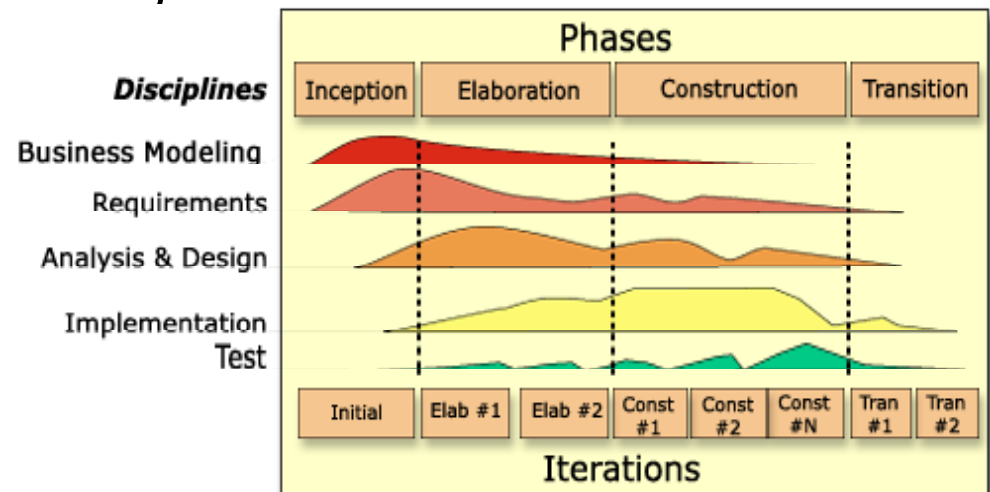 Phases
Disciplines
Inception
Elaboration
Construction
Transition
Business Modeling
Requirements
Analysis & Design
Implementation
Test
Initial
Elab #1
Elab #2
Const
#1
Const
#2
Const
#N
Tran
#1
Tran
#2
Iterations